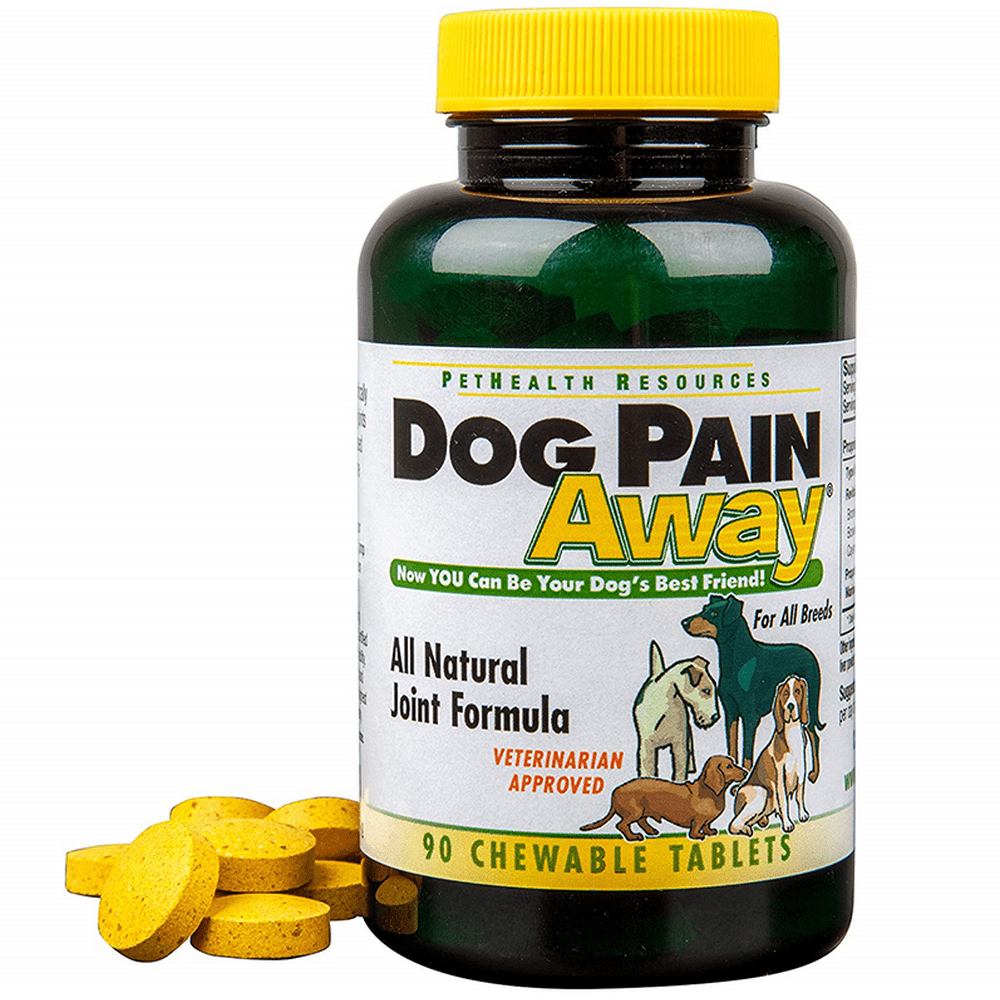 PETHEALTH RESOURCES
DOG PAIN
Away®
Now YOU Can Be Your Dog's Best Friend!
For All Breeds
All Natural
Joint Formula
VETERINARIAN
APPROVED
90 CHEWABLE TABLETS